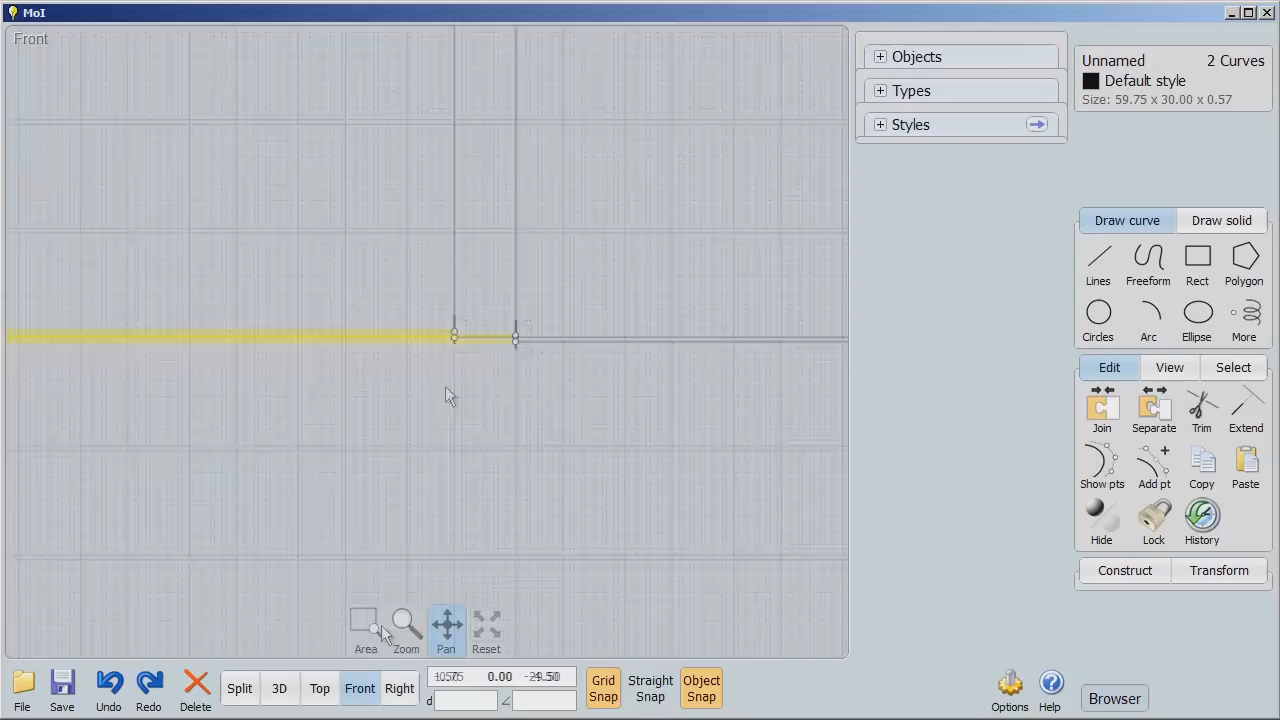 MoI
Front
Objects
Types
Styles
Unnamed 2 Curves
Default style
Size: 59.75 x 30.00 x 0.57
Draw curve Draw solid
Lines Freeform Rect Polygon
Circles Arc Ellipse More
Edit View Select
Join Separate Trim Extend
Show pts Add pt Copy Paste
Hide Lock History
Construct Transform
Area Zoom Pan Reset
File Save Undo Redo Delete
Split 3D Top Front Right
0.00
d
Grid Snap
Straight Snap
Object Snap
Options Help
Browser